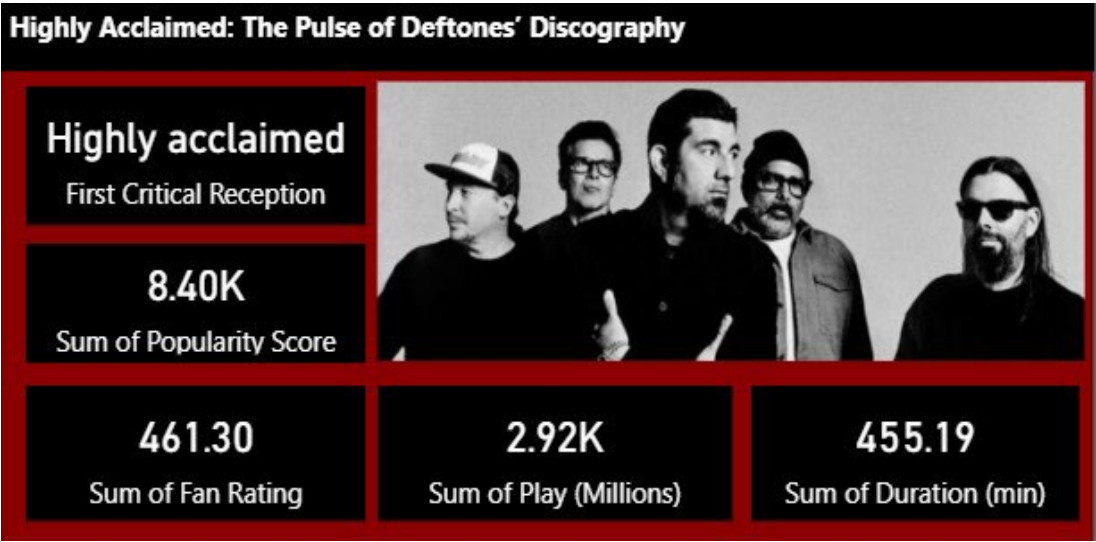 Highly Acclaimed: The Pulse of Deftones’ Discography
Highly acclaimed
First Critical Reception
8.40K
Sum of Popularity Score
461.30
Sum of Fan Rating
2.92K
Sum of Play (Millions)
455.19
Sum of Duration (min)